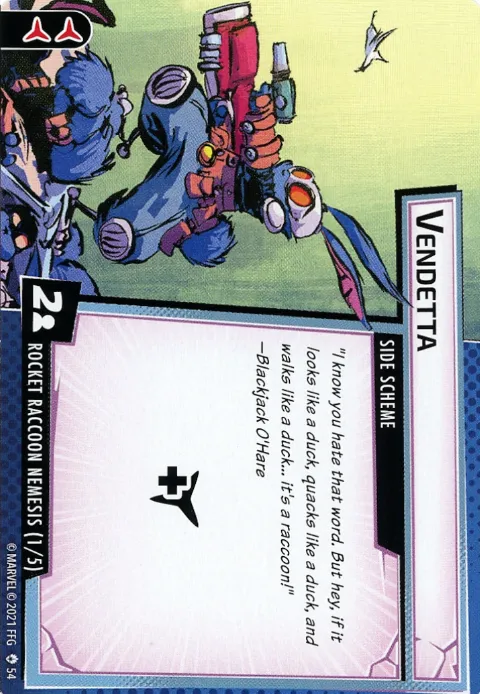 VENDETTA
SIDE SCHEME
"I know you hate that word. But hey, if it
looks like a duck, quacks like a duck, and
walks like a duck... it's a raccoon!"
—Blackjack O'Hare
2
ROCKET RACCOON NEMESIS (1/5)
© MARVEL © 2021 FFG 54